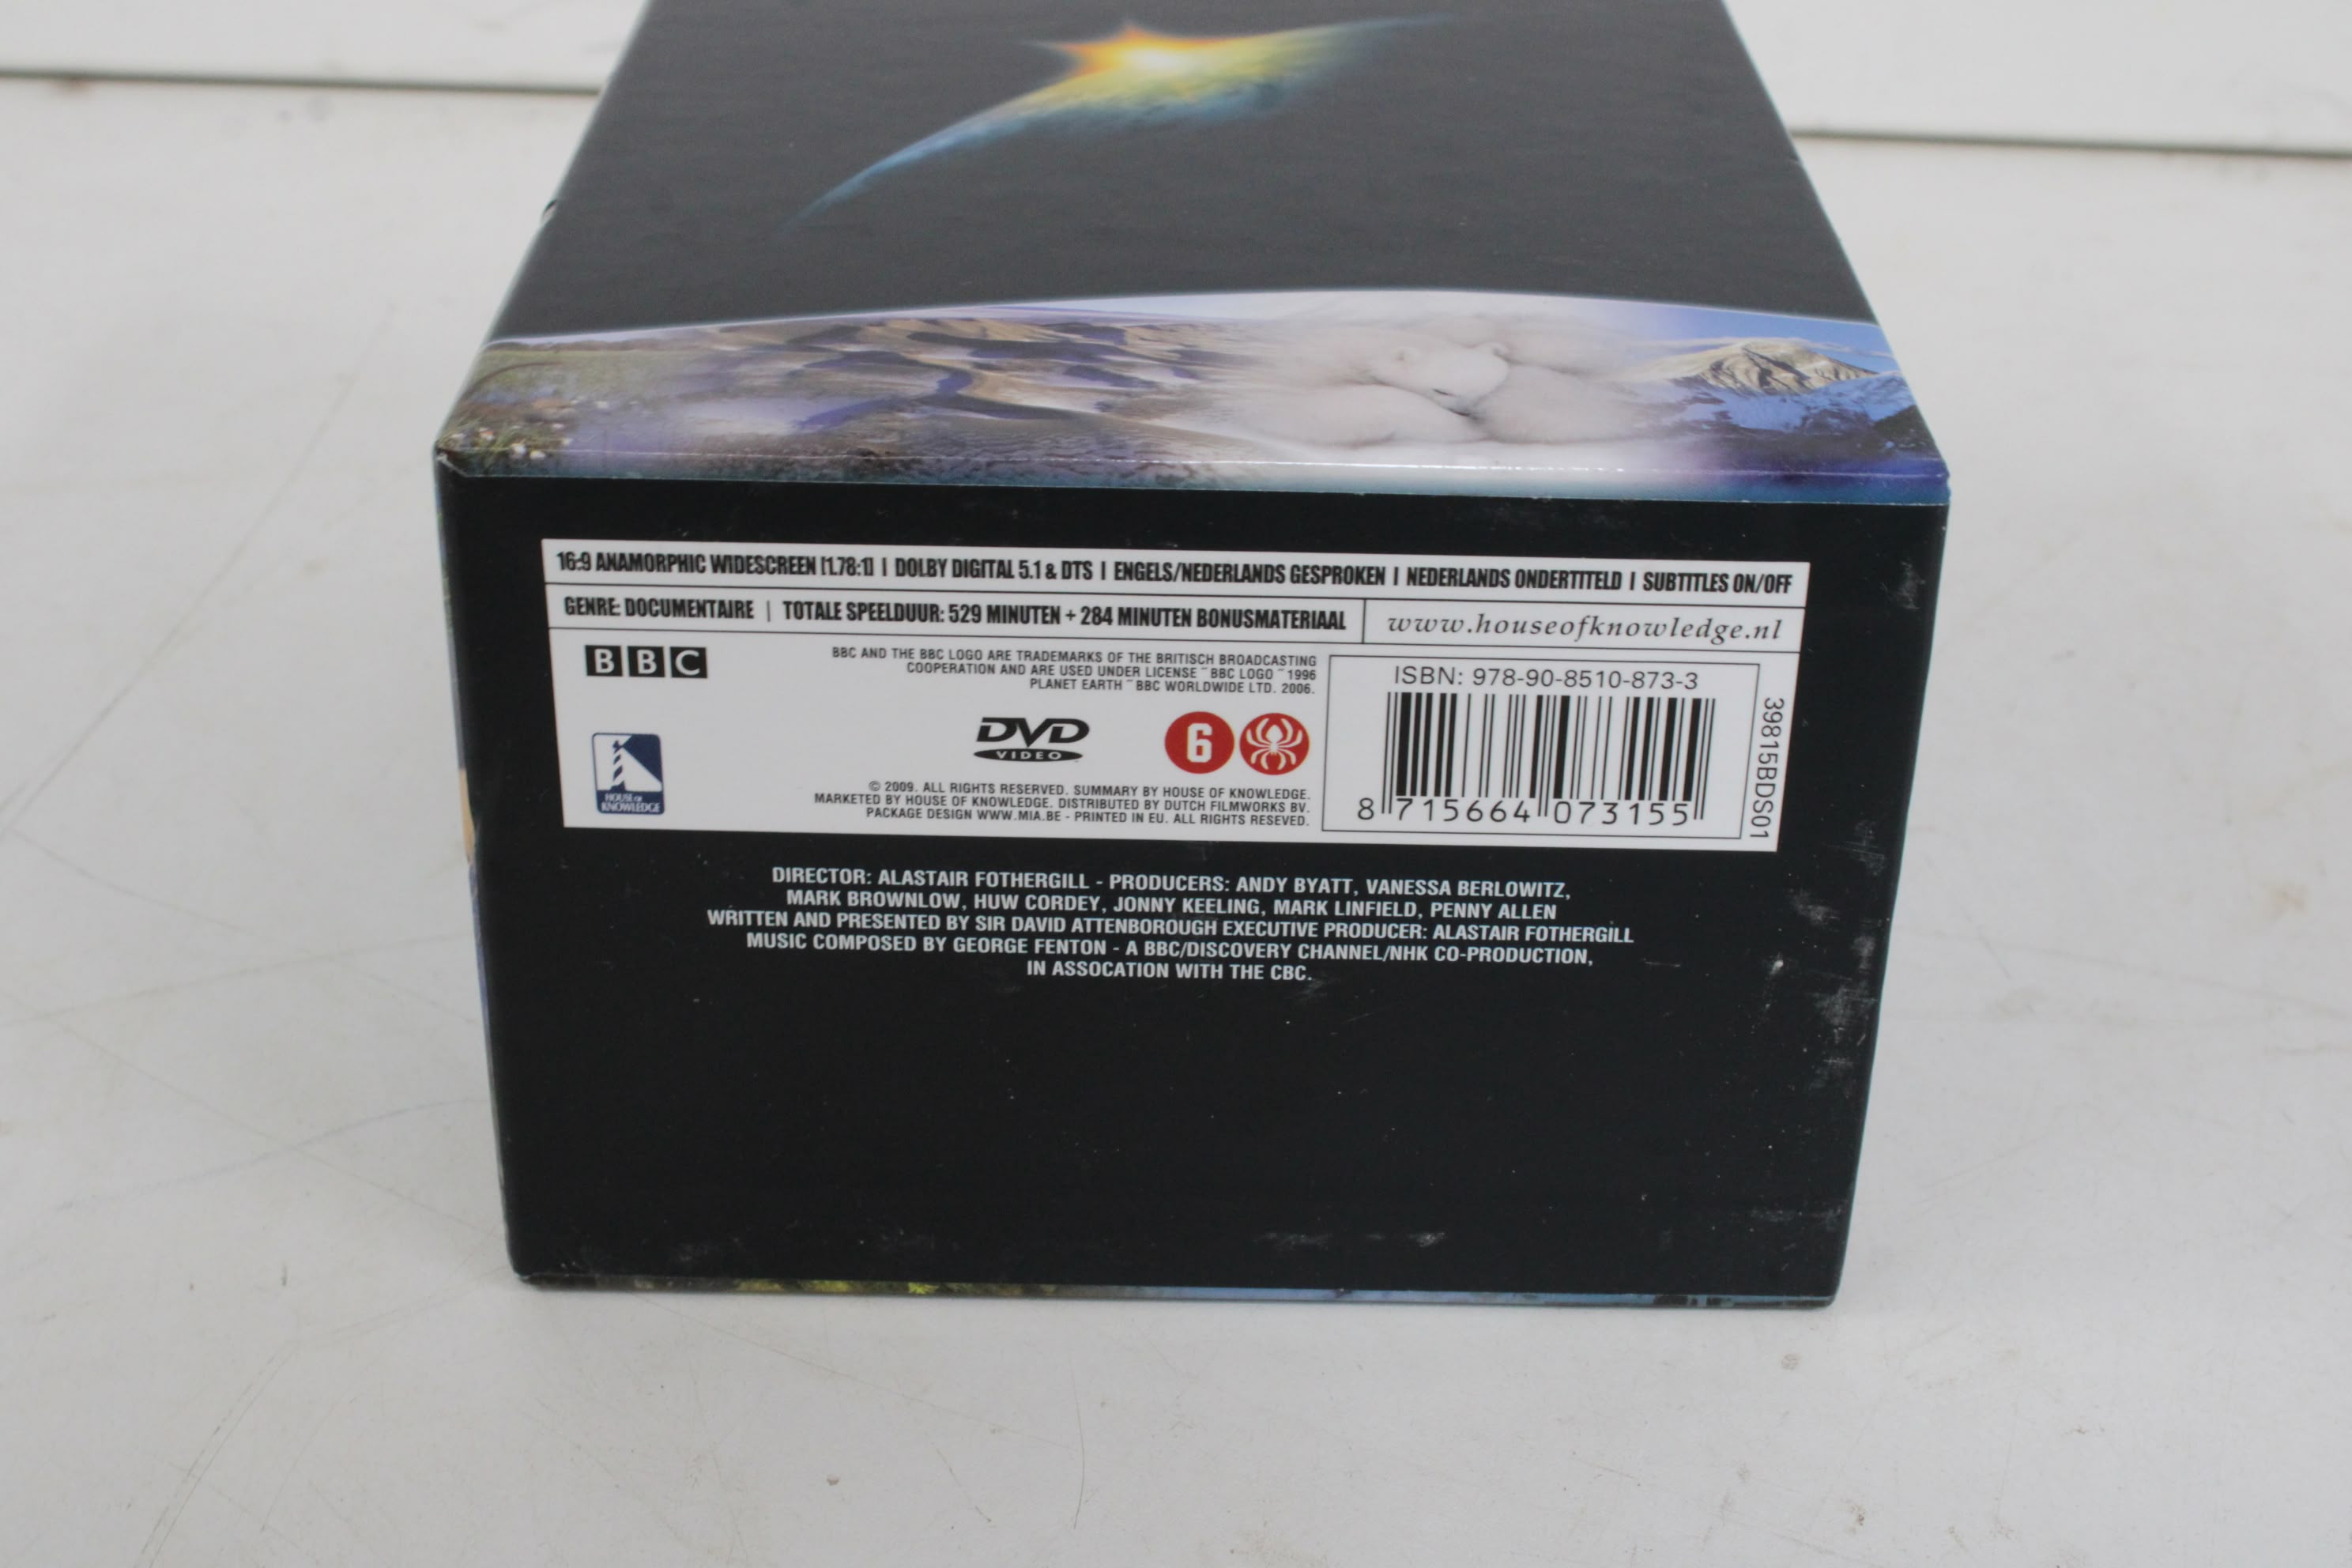 16:9 ANAMORPHIC WIDESCREEN [1.78:1] | DOLBY DIGITAL 5.1 & DTS | ENGELS/NEDERLANDS GESPROKEN | NEDERLANDS ONDERTITELD | SUBTITLES ON/OFF
GENRE: DOCUMENTAIRE | TOTALE SPEELDUUR: 529 MINUTEN + 284 MINUTEN BONUSMATERIAAL
www.houseofknowledge.nl
BBC
BBC AND THE BBC LOGO ARE TRADEMARKS OF THE BRITISCH BROADCASTING
COOPERATION AND ARE USED UNDER LICENSE ¨ BBC LOGO ¨ 1996
PLANET EARTH ¨ BBC WORLDWIDE LTD. 2006.
DVD
VIDEO
6
HOUSE OF
KNOWLEDGE
© 2009. ALL RIGHTS RESERVED. SUMMARY BY HOUSE OF KNOWLEDGE.
MARKETED BY HOUSE OF KNOWLEDGE. DISTRIBUTED BY DUTCH FILMWORKS BV.
PACKAGE DESIGN WWW.MIA.BE - PRINTED IN EU. ALL RIGHTS RESEVED.
ISBN: 978-90-8510-873-3
8 715664 073155
39815BDS01
DIRECTOR: ALASTAIR FOTHERGILL - PRODUCERS: ANDY BYATT, VANESSA BERLOWITZ,
MARK BROWNLOW, HUW CORDEY, JONNY KEELING, MARK LINFIELD, PENNY ALLEN
WRITTEN AND PRESENTED BY SIR DAVID ATTENBOROUGH EXECUTIVE PRODUCER: ALASTAIR FOTHERGILL
MUSIC COMPOSED BY GEORGE FENTON - A BBC/DISCOVERY CHANNEL/NHK CO-PRODUCTION,
IN ASSOCATION WITH THE CBC.